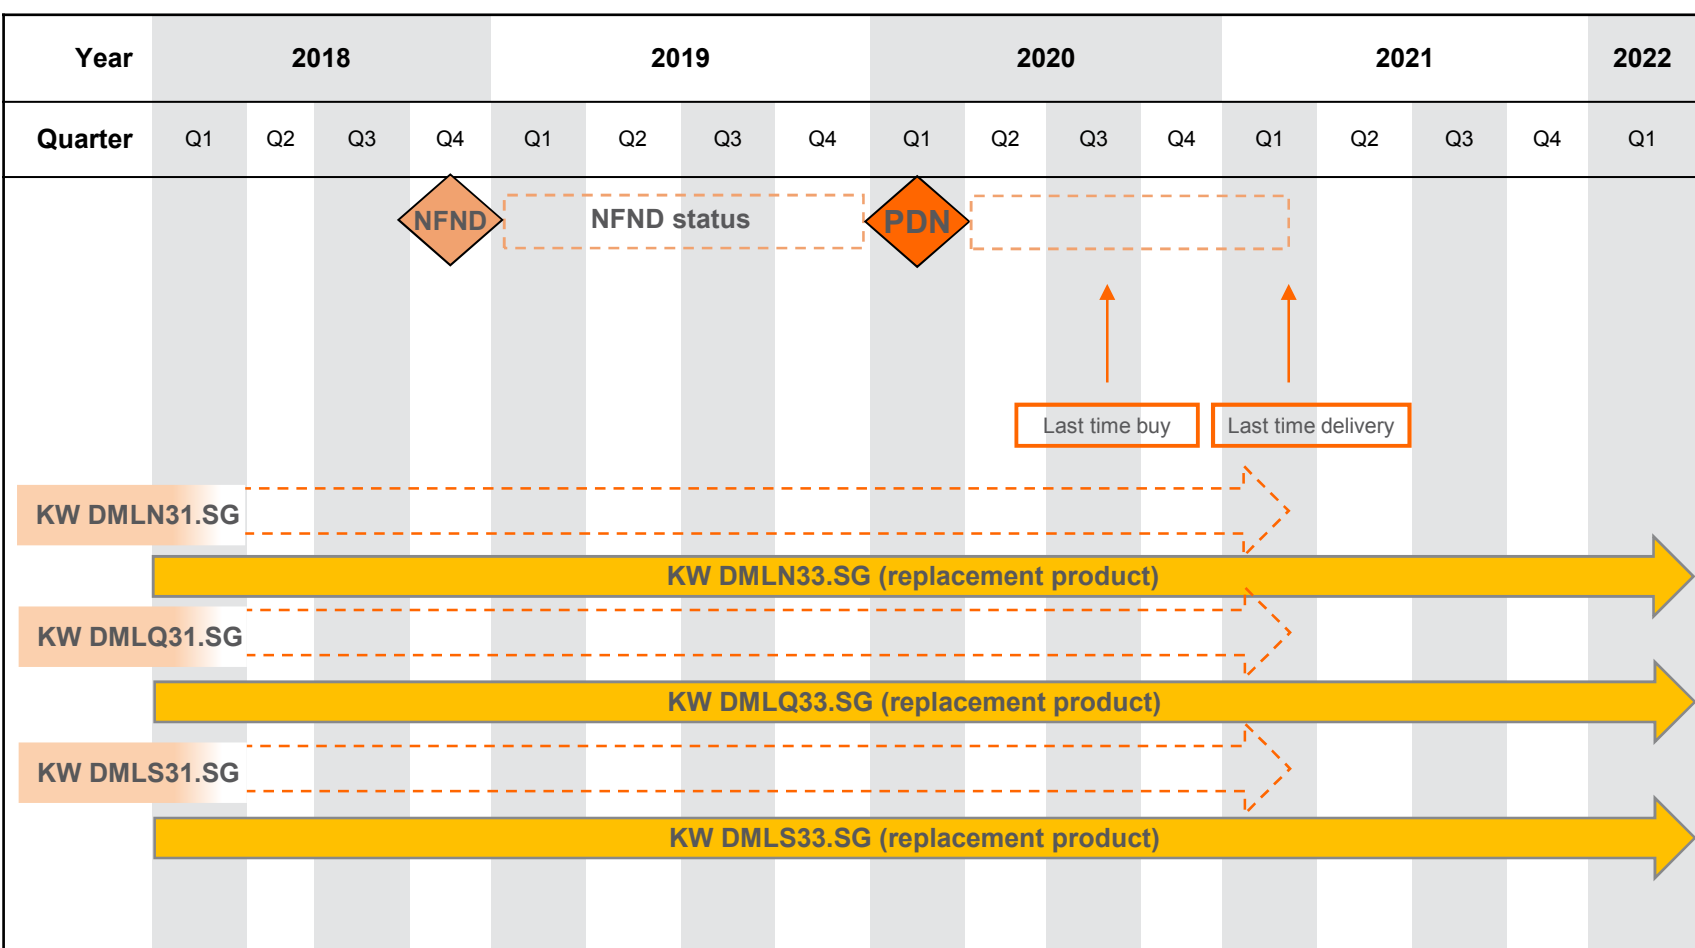 Year 2018 2019 2020 2021 2022
Quarter Q1 Q2 Q3 Q4 Q1 Q2 Q3 Q4 Q1 Q2 Q3 Q4 Q1 Q2 Q3 Q4 Q1
NFND NFND status PDN
Last time buy Last time delivery
KW DMLN31.SG
KW DMLN33.SG (replacement product)
KW DMLQ31.SG
KW DMLQ33.SG (replacement product)
KW DMLS31.SG
KW DMLS33.SG (replacement product)